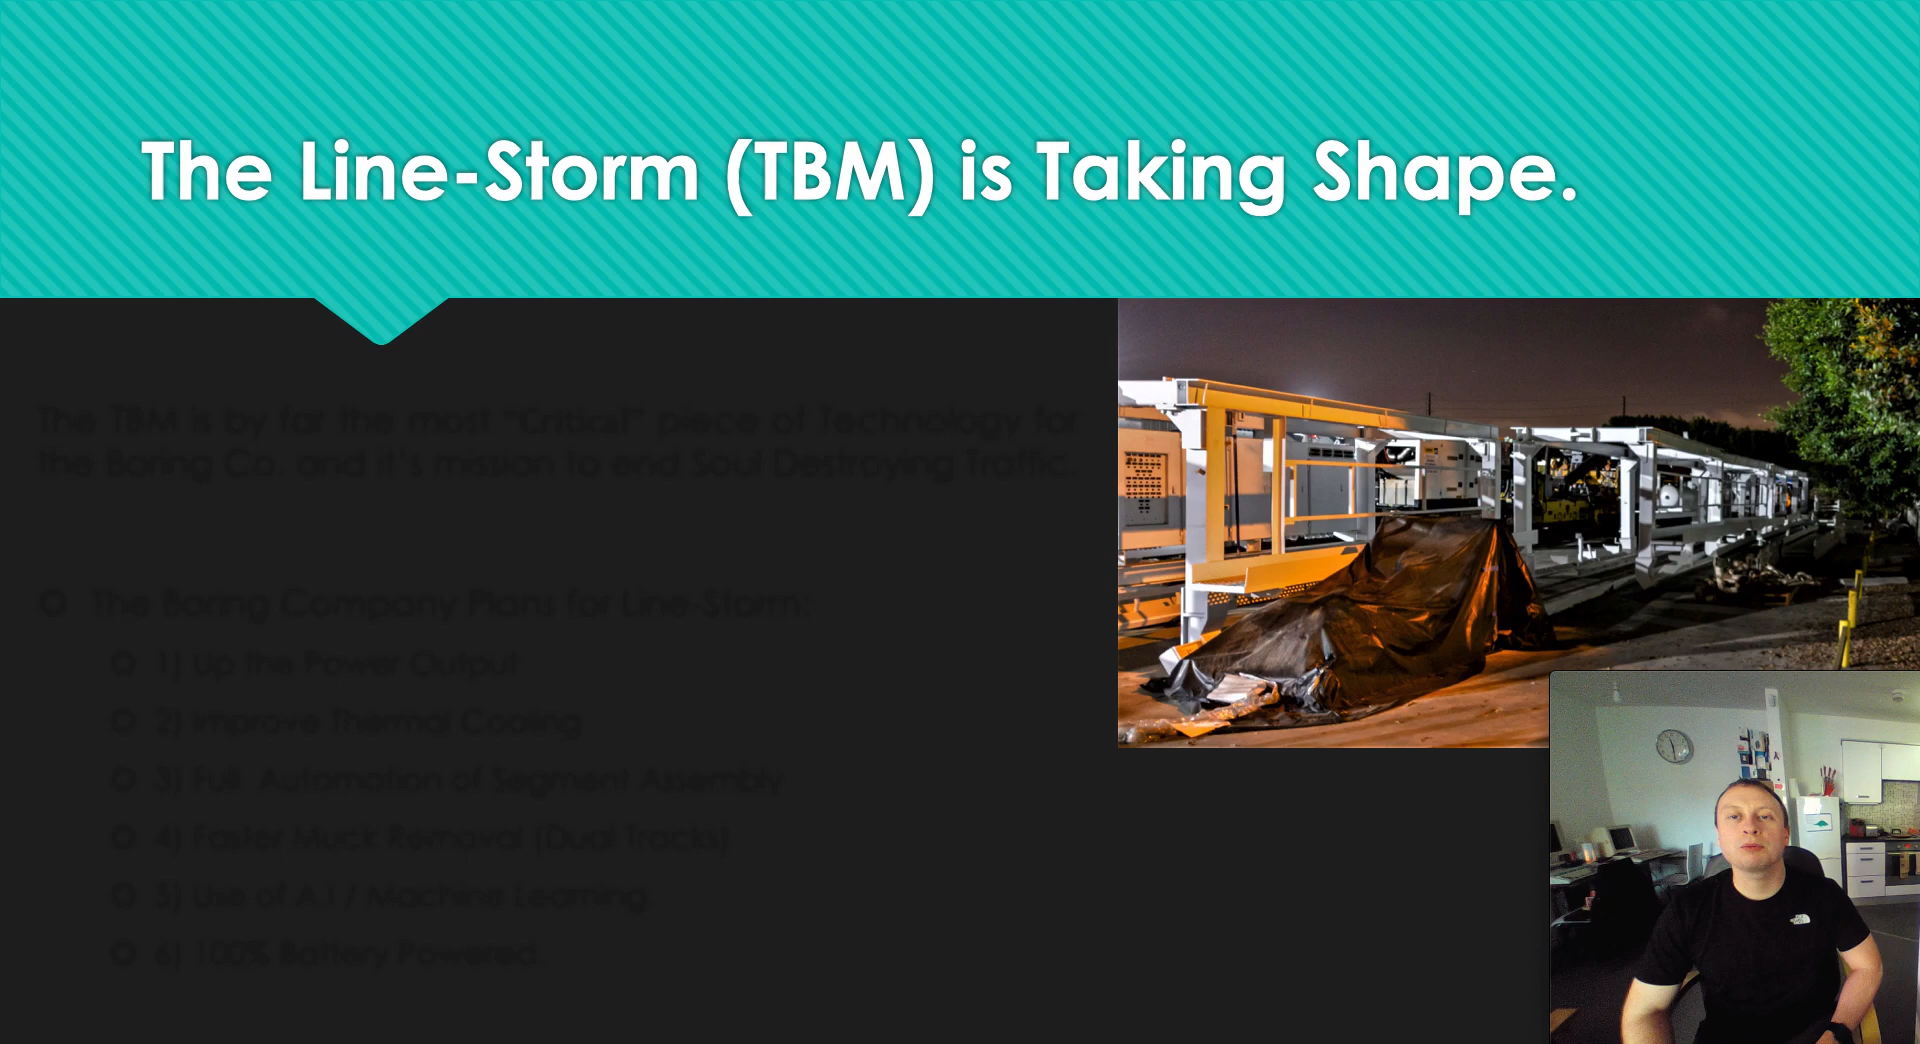 The Line-Storm (TBM) is Taking Shape.
The TBM is by far the most "Critical" piece of Technology for
the Boring Co. and it's mission to end Soul Destroying Traffic.
The Boring Company Plans for Line-Storm:
1) Up the Power Output
2) Improve Thermal Cooling
3) Full Automation of Segment Assembly
4) Faster Muck Removal (Dual Tracks)
5) Use of A.I / Machine Learning.
6) 100% Battery Powered.